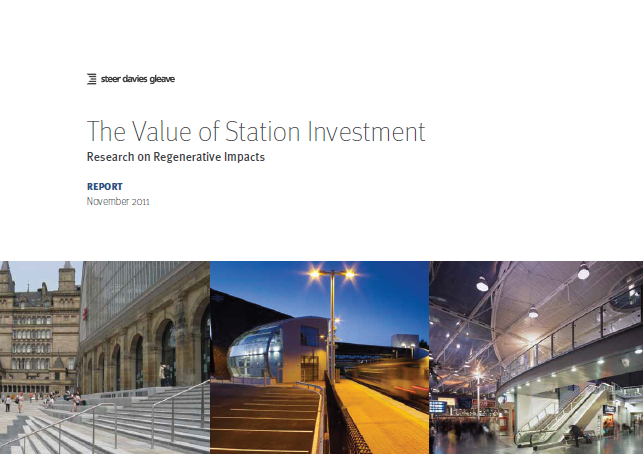 steer davies gleave
The Value of Station Investment
Research on Regenerative Impacts
REPORT
November 2011